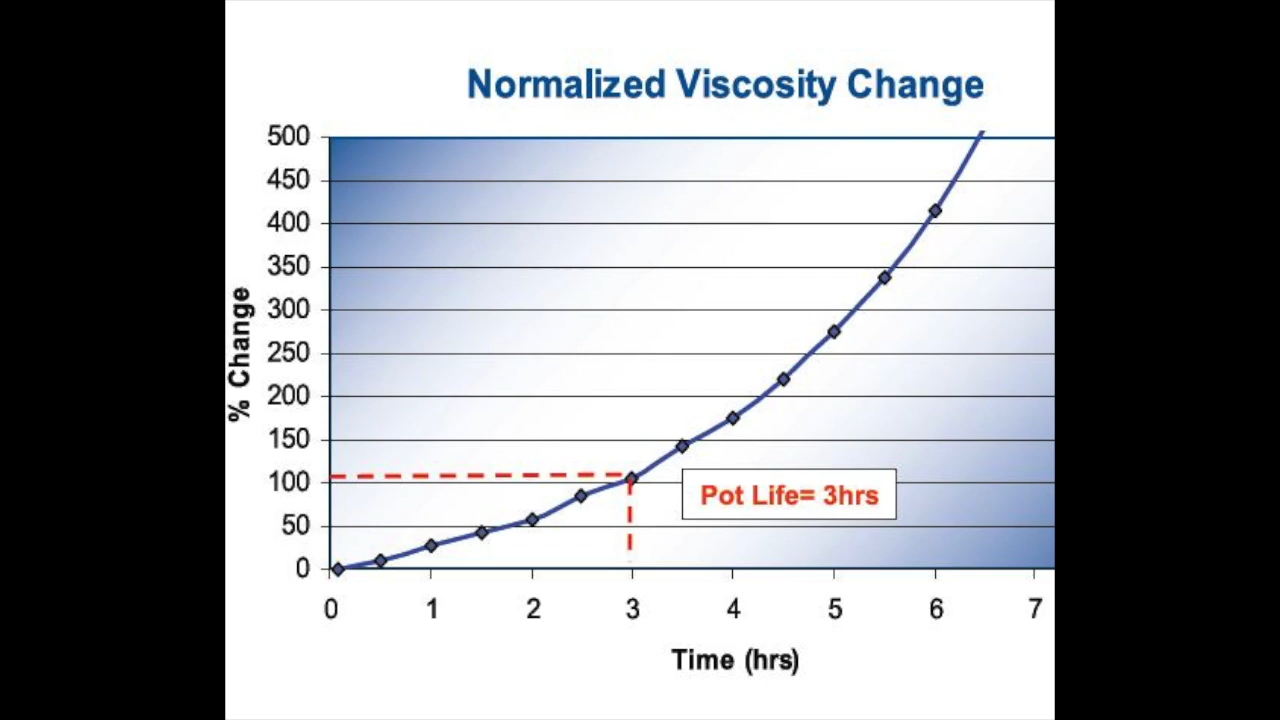 Normalized Viscosity Change
500
450
400
350
300
250
200
150
100
50
0
% Change
Pot Life= 3hrs
0 1 2 3 4 5 6 7
Time (hrs)